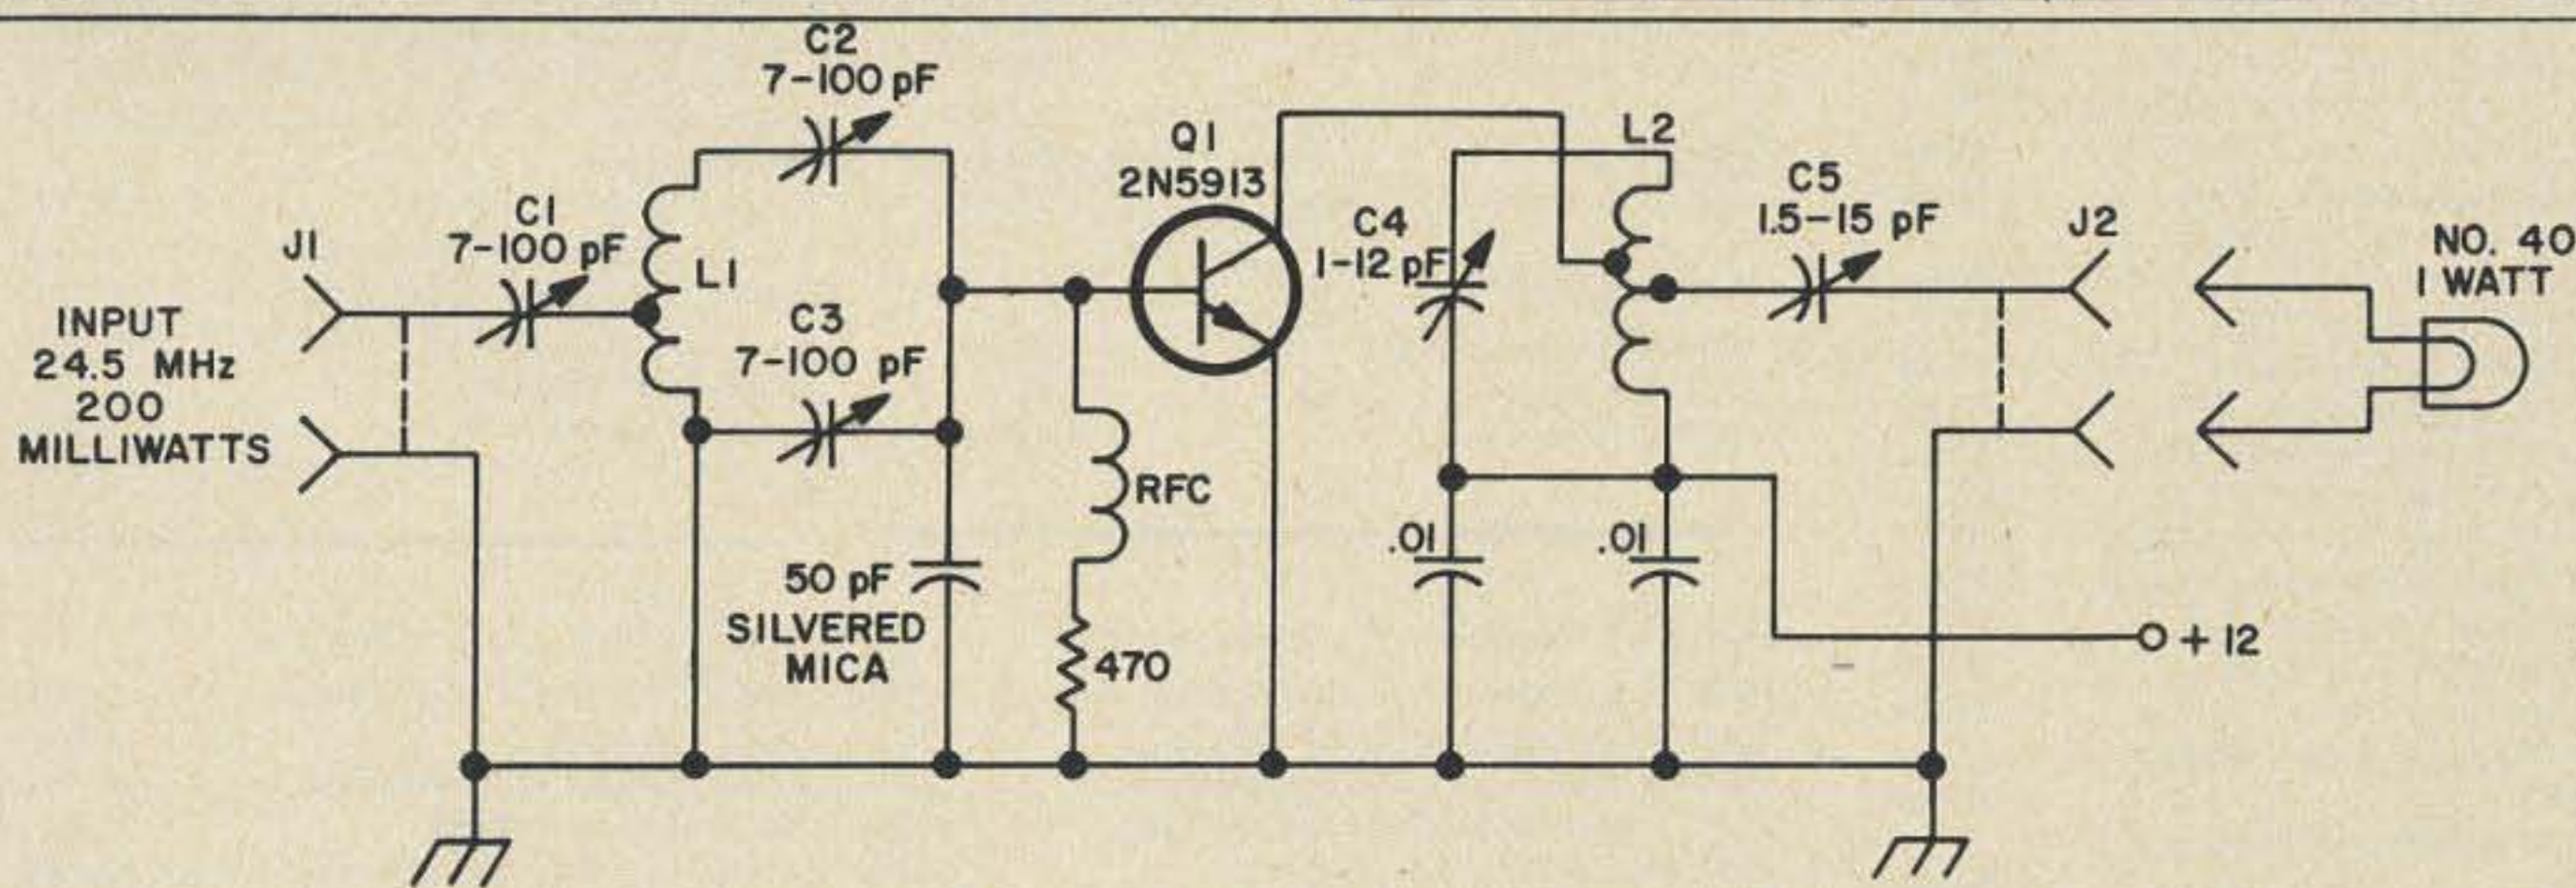 C2
7-100 pF
Q1
2N5913
L2
C1
7-100 pF
J1
L1
C4
1-12 pF
C5
1.5-15 pF
J2
NO. 40
1 WATT
INPUT
24.5 MHz
200
MILLIWATTS
C3
7-100 pF
RFC
50 pF
SILVERED
MICA
470
.01
.01
+ 12